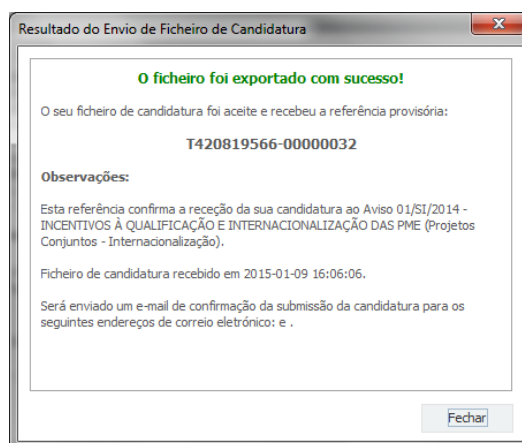 Resultado do Envio de Ficheiro de Candidatura
O ficheiro foi exportado com sucesso!
O seu ficheiro de candidatura foi aceite e recebeu a referência provisória:
T420819566-00000032
Observações:
Esta referência confirma a receção da sua candidatura ao Aviso 01/SI/2014 -
INCENTIVOS À QUALIFICAÇÃO E INTERNACIONALIZAÇÃO DAS PME (Projetos
Conjuntos - Internacionalização).
Ficheiro de candidatura recebido em 2015-01-09 16:06:06.
Será enviado um e-mail de confirmação da submissão da candidatura para os
seguintes endereços de correio eletrónico: e .
Fechar